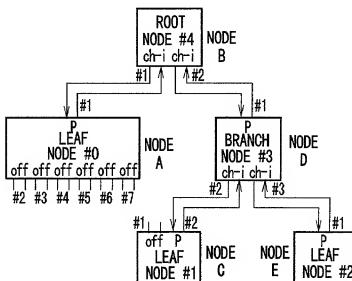 ROOT
NODE #4
NODE
B
ch-i ch-i
#1
#2
#1
#1
P
LEAF
NODE #0
NODE
A
off off off off off off
#2 #3 #4 #5 #6 #7
P
BRANCH
NODE #3
NODE
D
ch-i ch-i
#2
#3
#1
#2
#1
off P
LEAF
NODE #1
NODE
C
NODE
E
P
LEAF
NODE #2